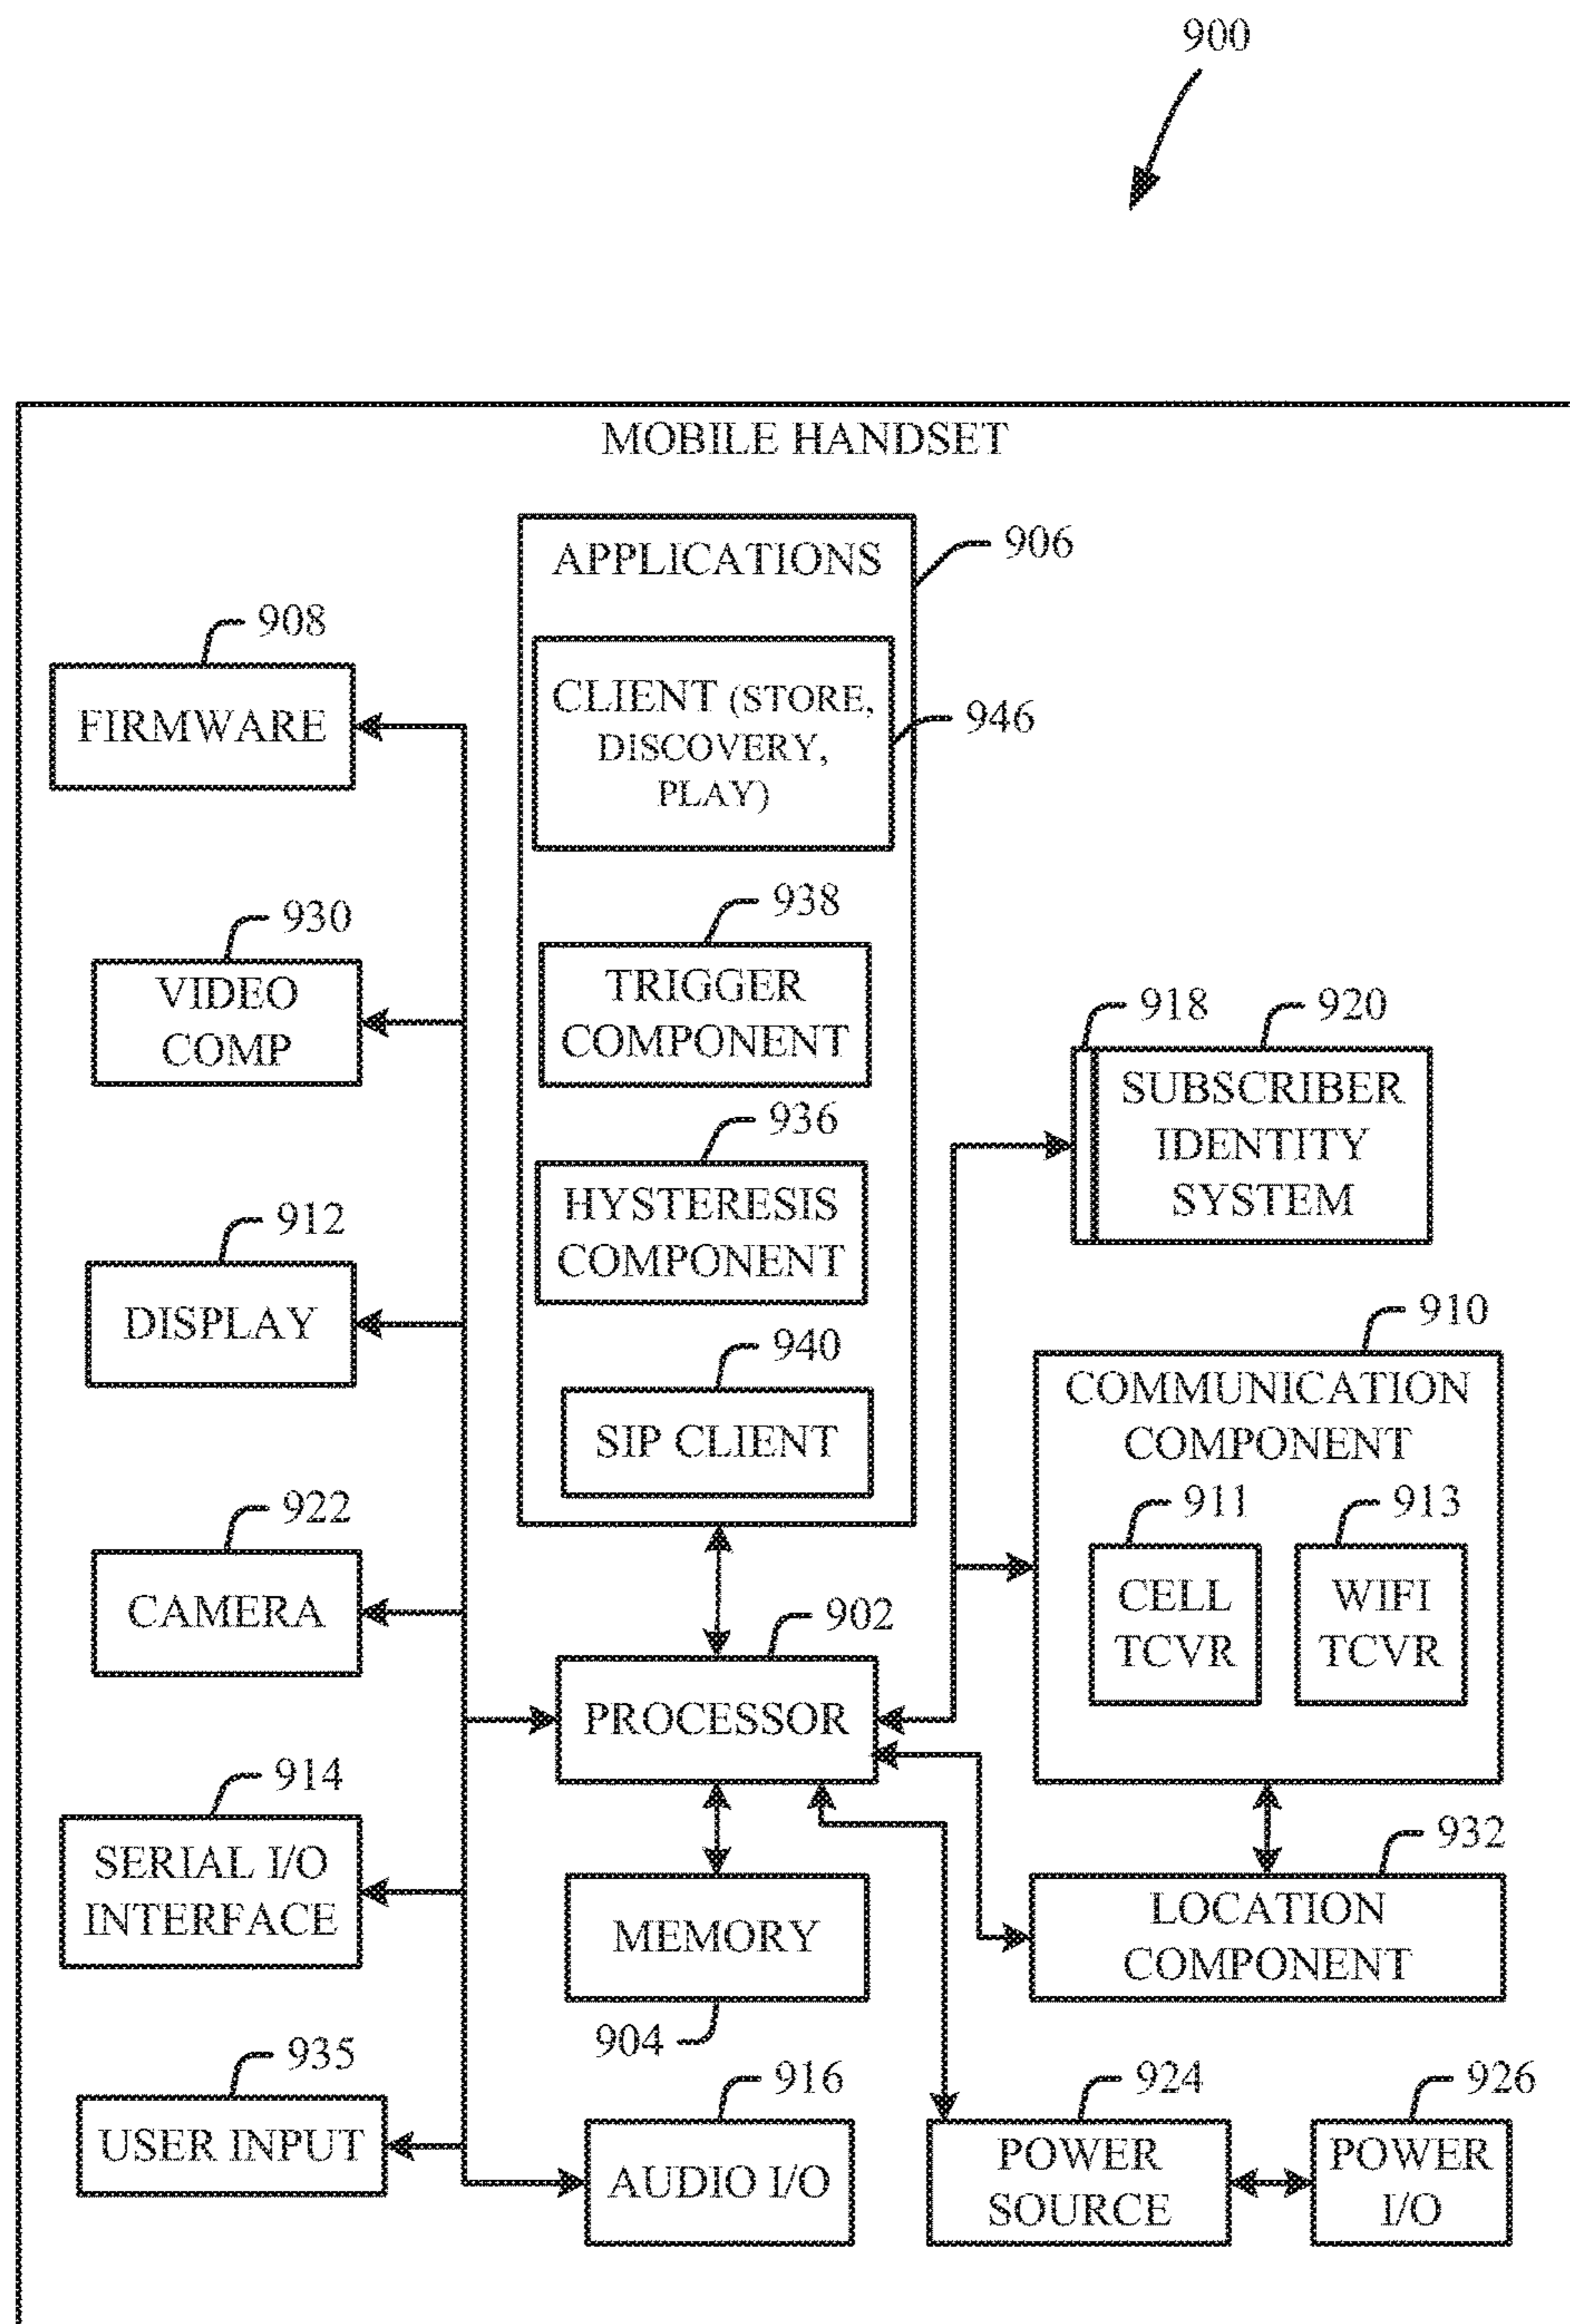 900
MOBILE HANDSET
APPLICATIONS
906
CLIENT (STORE,
DISCOVERY,
PLAY)
946
908
FIRMWARE
938
TRIGGER
COMPONENT
930
VIDEO
COMP
918
920
SUBSCRIBER
IDENTITY
SYSTEM
936
HYSTERESIS
COMPONENT
912
DISPLAY
940
SIP CLIENT
910
COMMUNICATION
COMPONENT
911
CELL
TCVR
913
WIFI
TCVR
922
CAMERA
902
PROCESSOR
914
SERIAL I/O
INTERFACE
MEMORY
904
932
LOCATION
COMPONENT
935
USER INPUT
916
AUDIO I/O
924
POWER
SOURCE
926
POWER
I/O